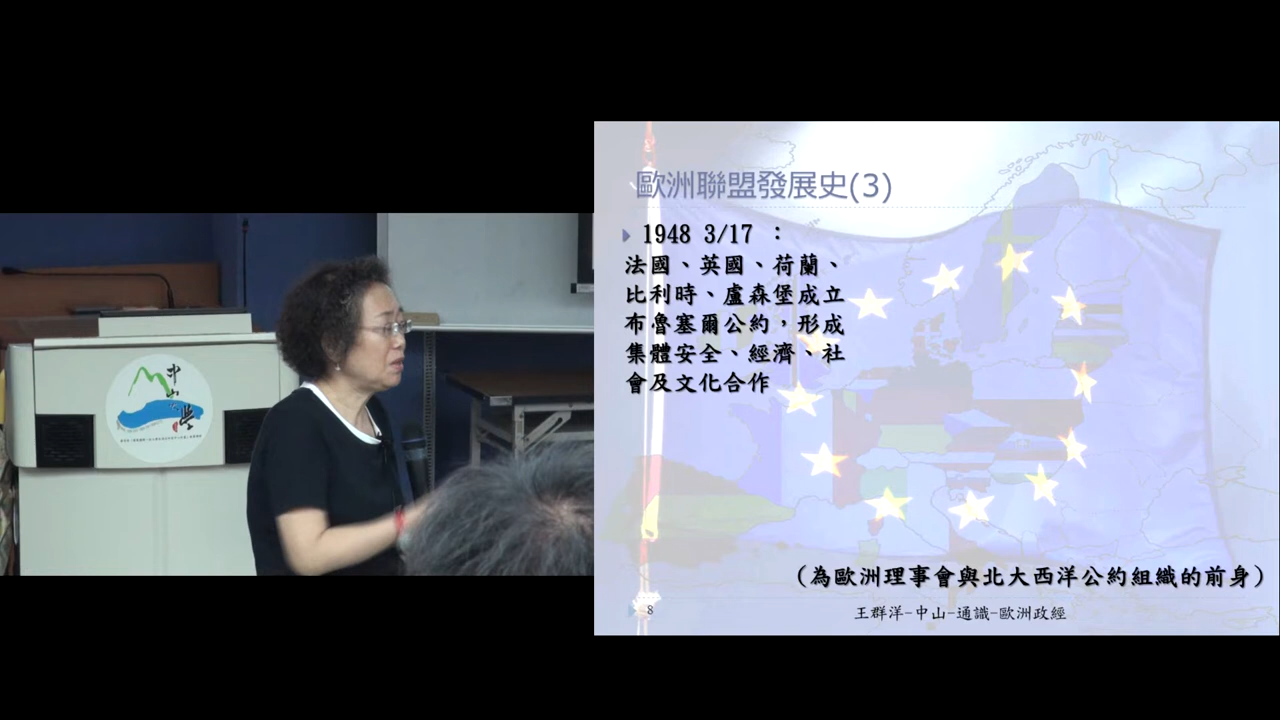 中山大學
歐洲聯盟發展史(3)
1948 3/17 ：
法國、英國、荷蘭、
比利時、盧森堡成立
布魯塞爾公約，形成
集體安全、經濟、社
會及文化合作
(為歐洲理事會與北大西洋公約組織的前身)
8
王群洋-中山-通識-歐洲政經